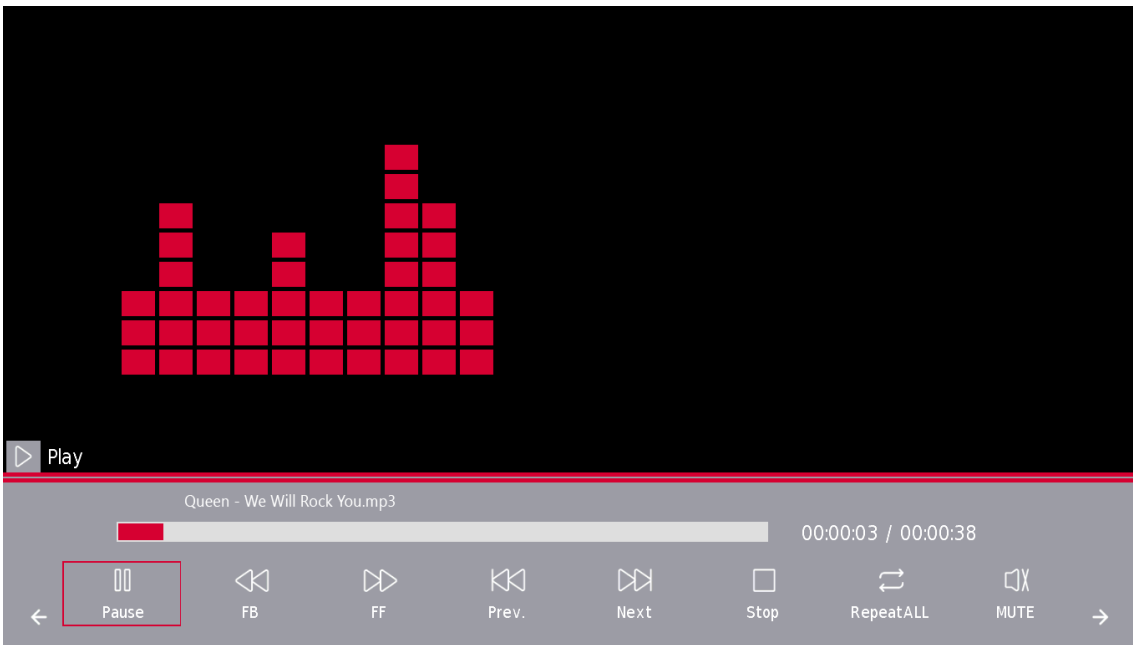 Play
Queen - We Will Rock You.mp3
00:00:03 / 00:00:38
Pause FB FF Prev. Next Stop RepeatALL MUTE